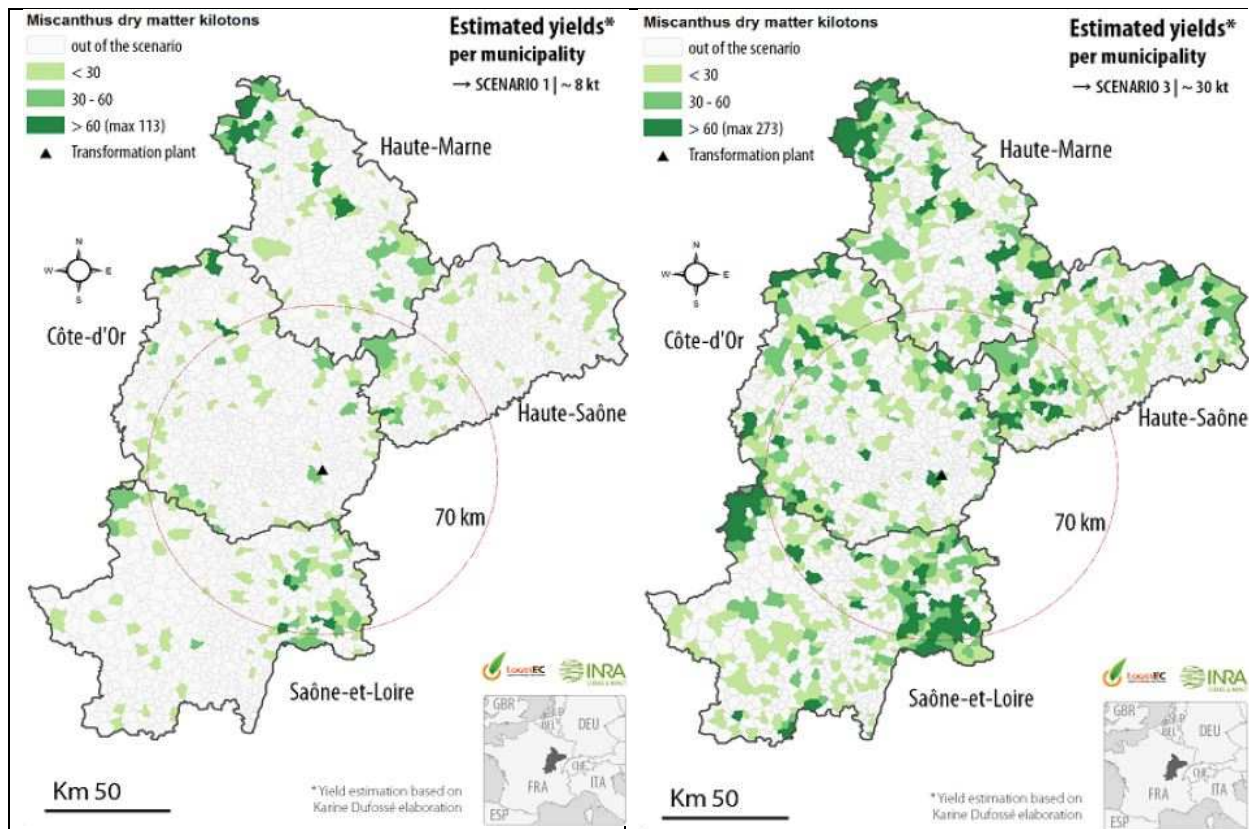 Miscanthus dry matter kilotons
out of the scenario
< 30
30 - 60
> 60 (max 113)
Transformation plant
Estimated yields*
per municipality
→ SCENARIO 1 | ~ 8 kt
Haute-Marne
N
W E
S
Côte-d'Or
Haute-Saône
70 km
Saône-et-Loire
INRA
GBR
DEU
BEL
CHE
FRA
ITA
ESP
Km 50
* Yield estimation based on
Karine Dufossé elaboration
Miscanthus dry matter kilotons
out of the scenario
< 30
30 - 60
> 60 (max 273)
Transformation plant
Estimated yields*
per municipality
→ SCENARIO 3 | ~ 30 kt
Haute-Marne
N
W E
S
Côte-d'Or
Haute-Saône
70 km
Saône-et-Loire
INRA
GBR
DEU
BEL
CHE
FRA
ITA
ESP
Km 50
* Yield estimation based on
Karine Dufossé elaboration